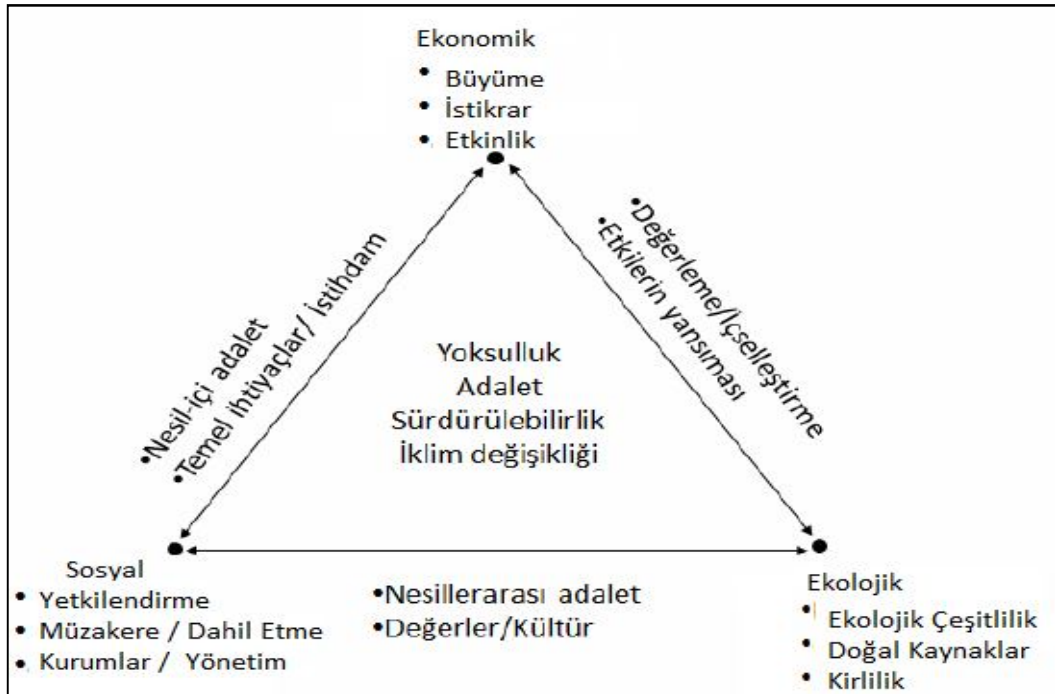 Ekonomik
• Büyüme
• İstikrar
• Etkinlik
•Nesil-içi adalet
•Temel ihtiyaçlar/ İstihdam
•Değerleme/İçselleştirme
•Etkilerin yansıması
Yoksulluk
Adalet
Sürdürülebilirlik
İklim değişikliği
Sosyal
• Yetkilendirme
• Müzakere / Dahil Etme
• Kurumlar / Yönetim
•Nesillerarası adalet
•Değerler/Kültür
Ekolojik
• Ekolojik Çeşitlilik
• Doğal Kaynaklar
• Kirlilik